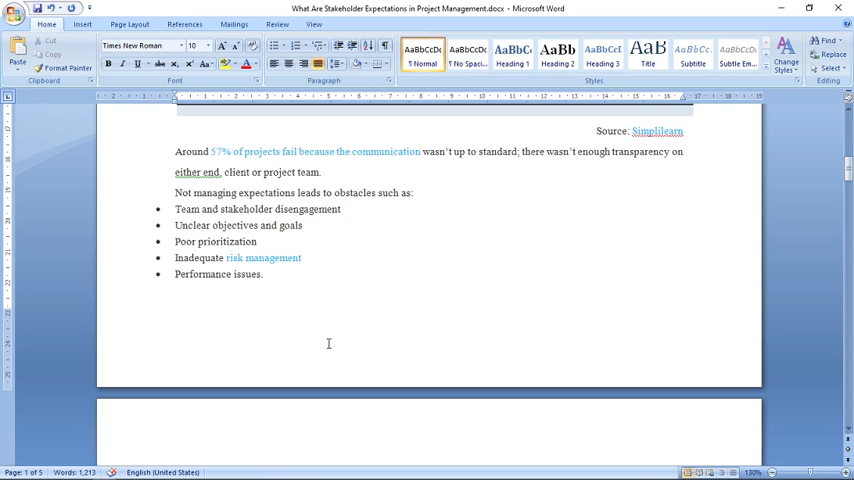 What Are Stakeholder Expectations in Project Management.docx - Microsoft Word
Home Insert Page Layout References Mailings Review View
Paste
Cut
Copy
Format Painter
Clipboard
Times New Roman 10
Font
Paragraph
AaBbCcDc AaBbCcDc AaBbC AaBb AaBbCcI AaB AaBbCc. AaBbCcDc
¶ Normal ¶ No Spaci... Heading 1 Heading 2 Heading 3 Title Subtitle Subtle Em...
Change Styles
Styles
Find
Replace
Select
Editing
Source: Simplilearn
Around 57% of projects fail because the communication wasn't up to standard; there wasn't enough transparency on
either end, client or project team.
Not managing expectations leads to obstacles such as:
• Team and stakeholder disengagement
• Unclear objectives and goals
• Poor prioritization
• Inadequate risk management
• Performance issues.
Page: 1 of 5 Words: 1,213 English (United States) 130%